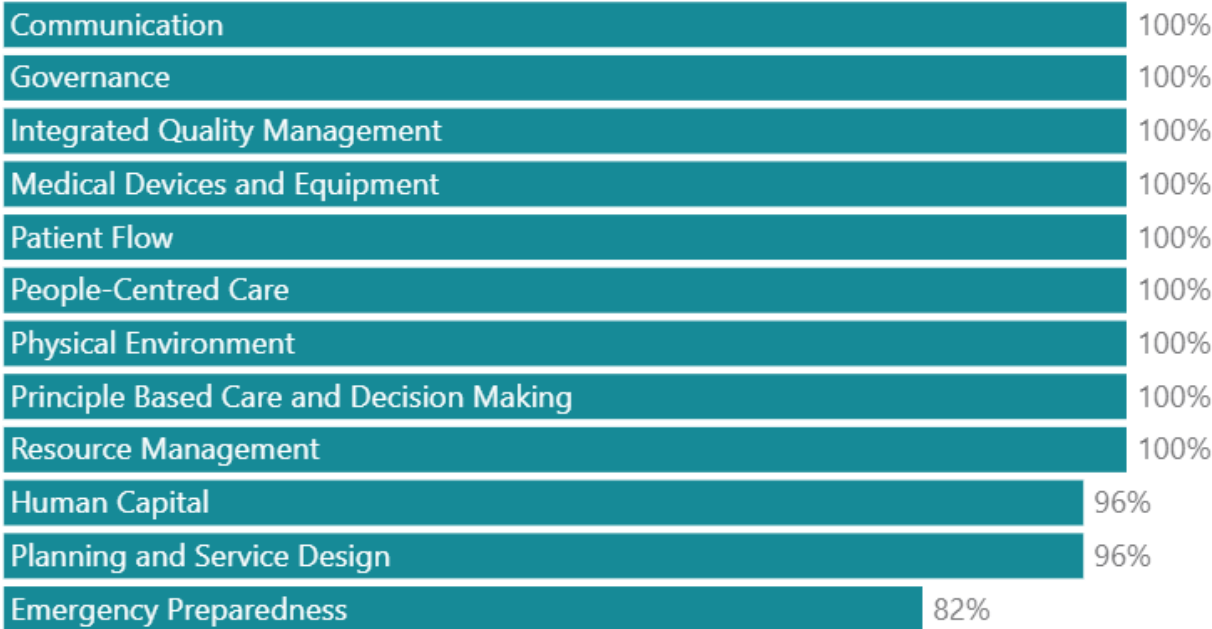 Communication 100%
Governance 100%
Integrated Quality Management 100%
Medical Devices and Equipment 100%
Patient Flow 100%
People-Centred Care 100%
Physical Environment 100%
Principle Based Care and Decision Making 100%
Resource Management 100%
Human Capital 96%
Planning and Service Design 96%
Emergency Preparedness 82%